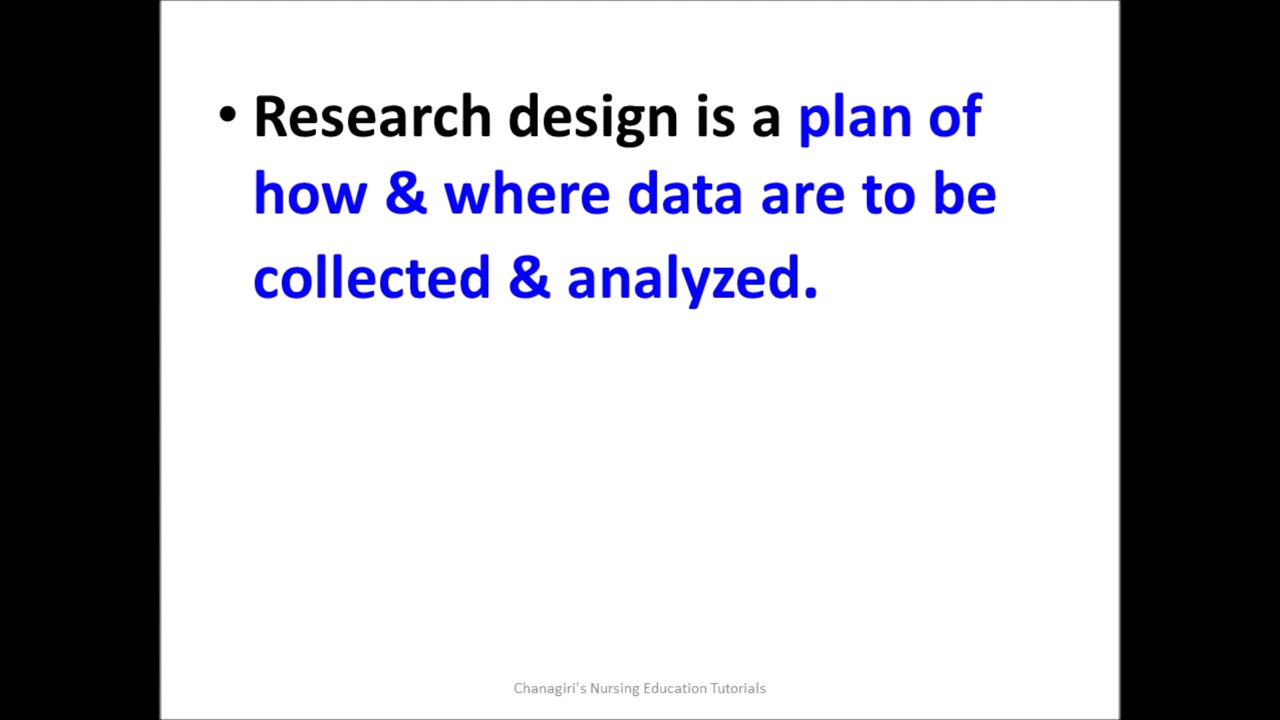 • Research design is a plan of
how & where data are to be
collected & analyzed.
Chanagiri's Nursing Education Tutorials